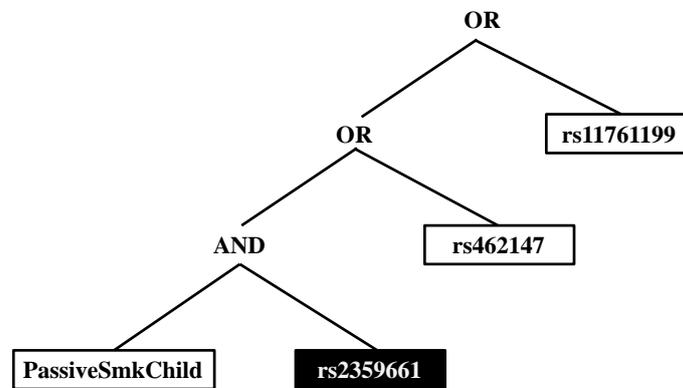 OR
OR
rs11761199
AND
rs462147
PassiveSmkChild
rs2359661